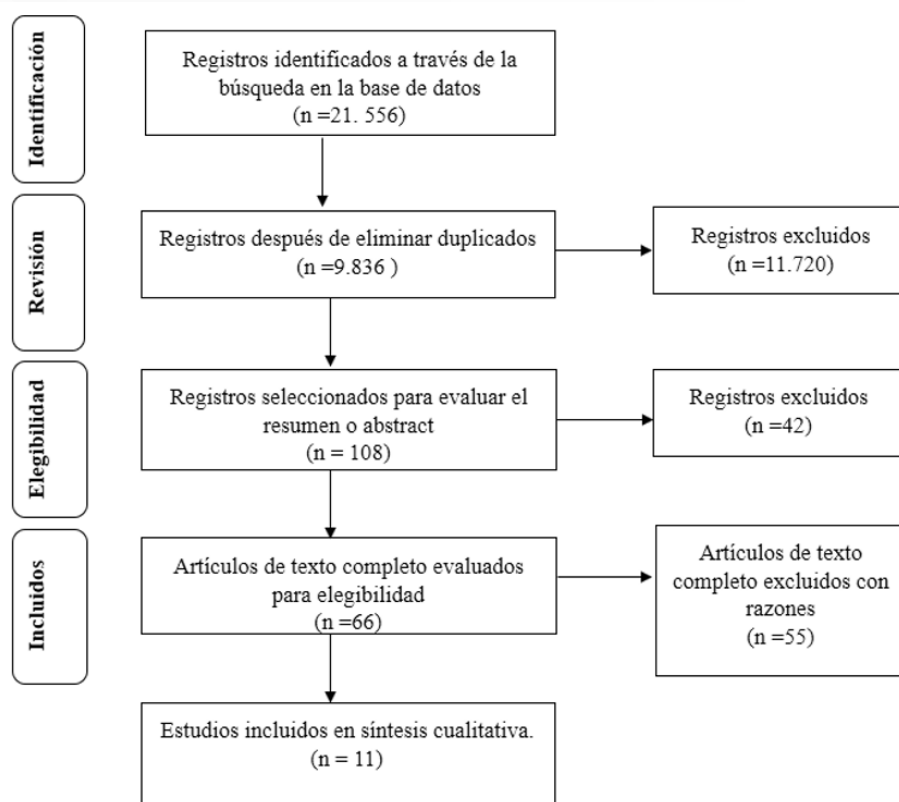 Identificación
Registros identificados a través de la
búsqueda en la base de datos
(n =21. 556)
Revisión
Registros después de eliminar duplicados
(n =9.836 )
Registros excluidos
(n =11.720)
Elegibilidad
Registros seleccionados para evaluar el
resumen o abstract
(n = 108)
Registros excluidos
(n =42)
Incluidos
Artículos de texto completo evaluados
para elegibilidad
(n =66)
Artículos de texto
completo excluidos con
razones
(n =55)
Estudios incluidos en síntesis cualitativa.
(n = 11)